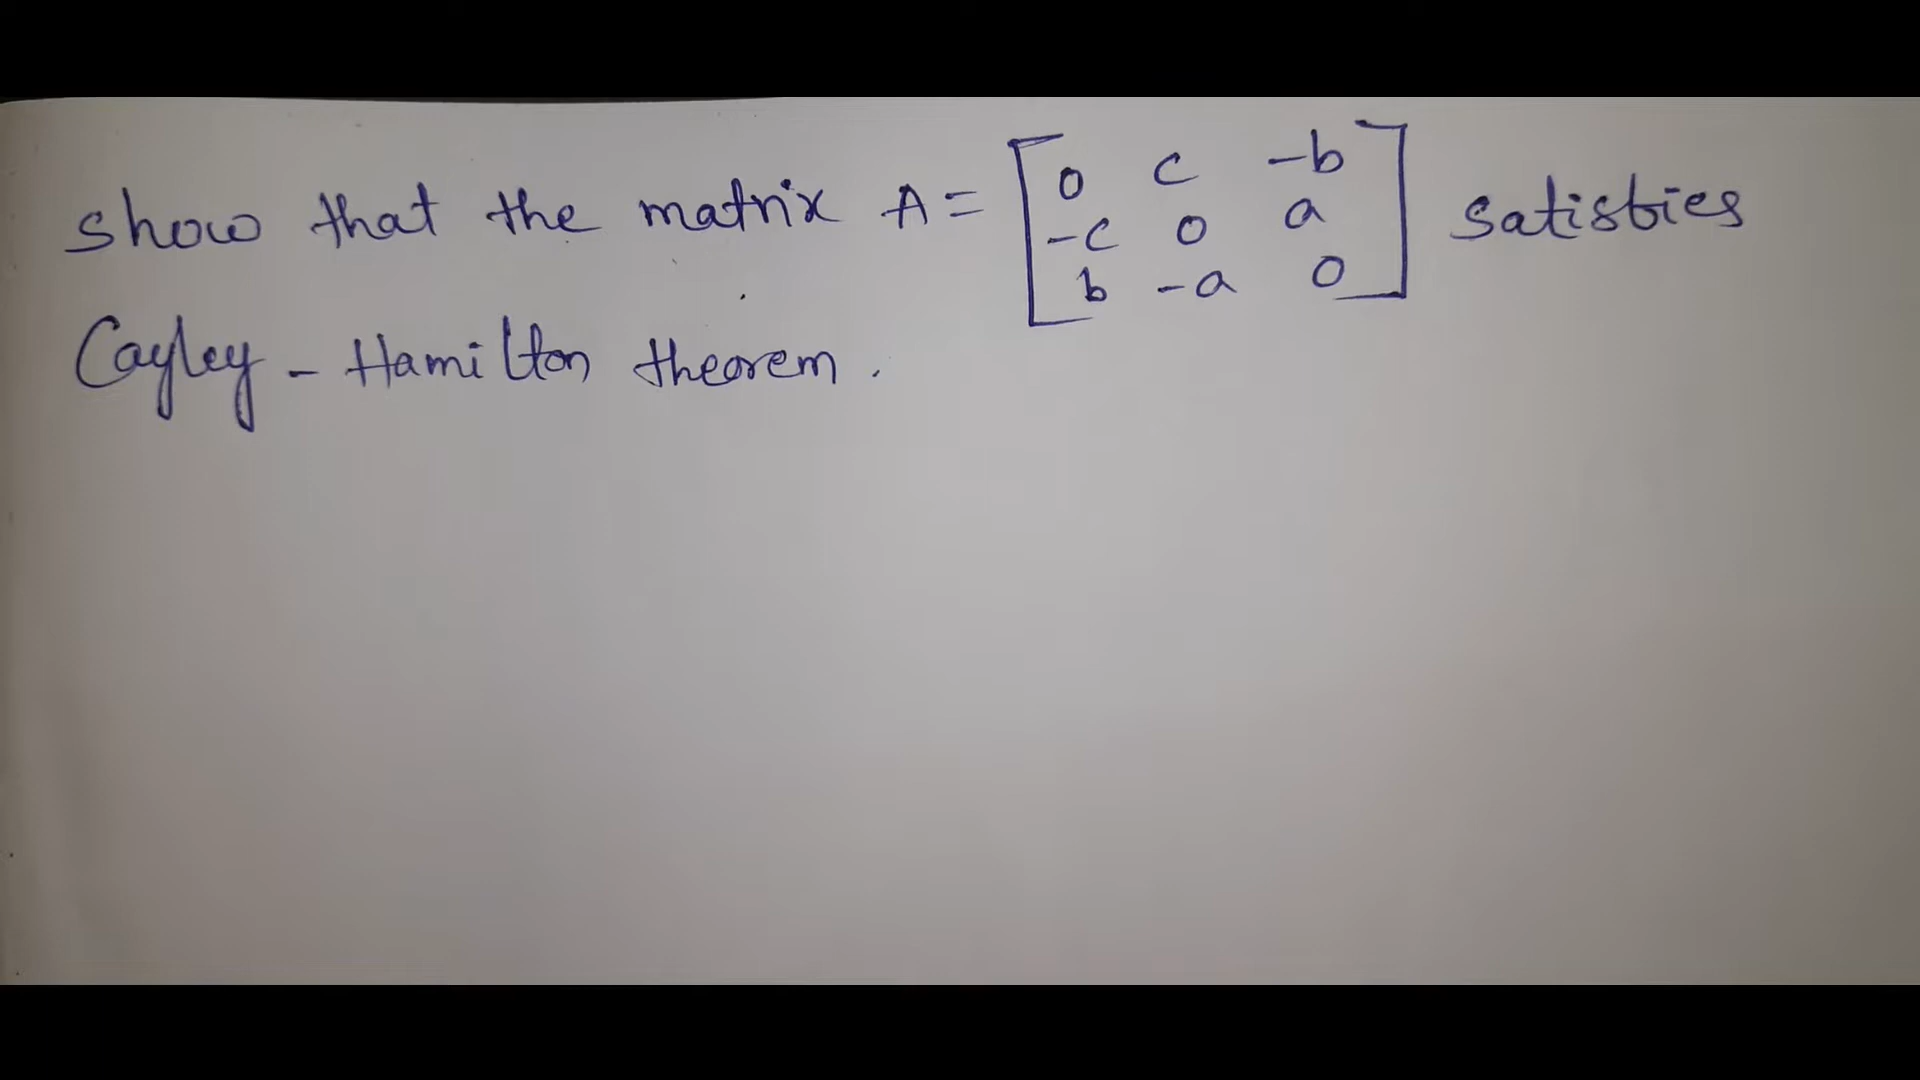 show that the matrix A = [0 c -b
-c 0 a
b -a 0] satisfies
Cayley - Hamilton theorem.